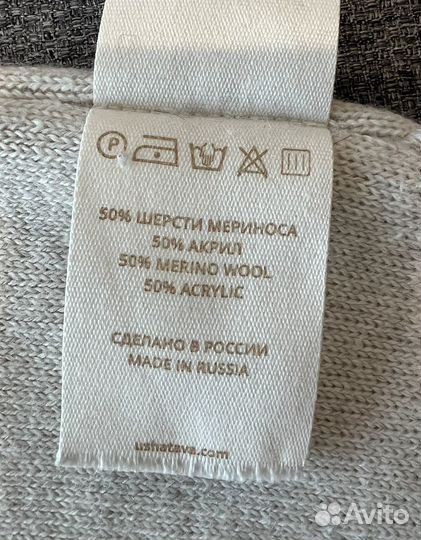 P
50% ШЕРСТИ МЕРИНОСА
50% АКРИЛ
50% MERINO WOOL
50% ACRYLIC
СДЕЛАНО В РОССИИ
MADE IN RUSSIA
ushatava.com
Avito